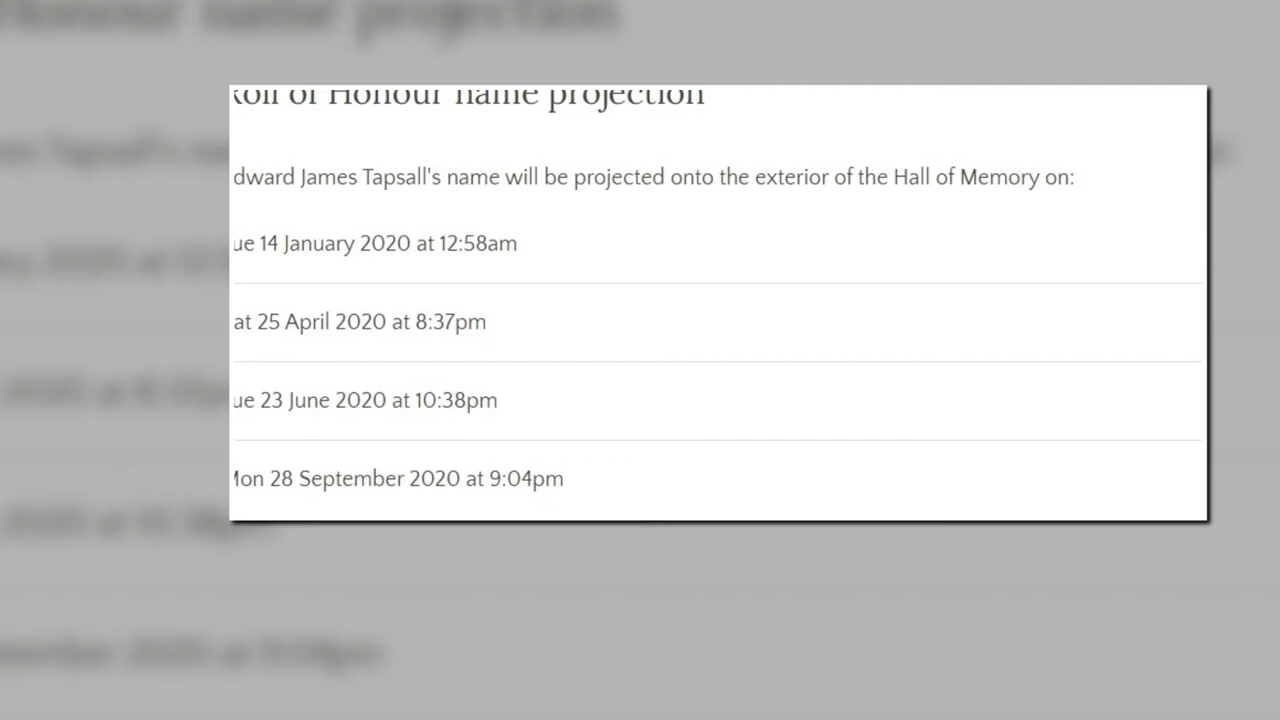 Roll of Honour name projection
dward James Tapsall's name will be projected onto the exterior of the Hall of Memory on:
ue 14 January 2020 at 12:58am
at 25 April 2020 at 8:37pm
ue 23 June 2020 at 10:38pm
Mon 28 September 2020 at 9:04pm